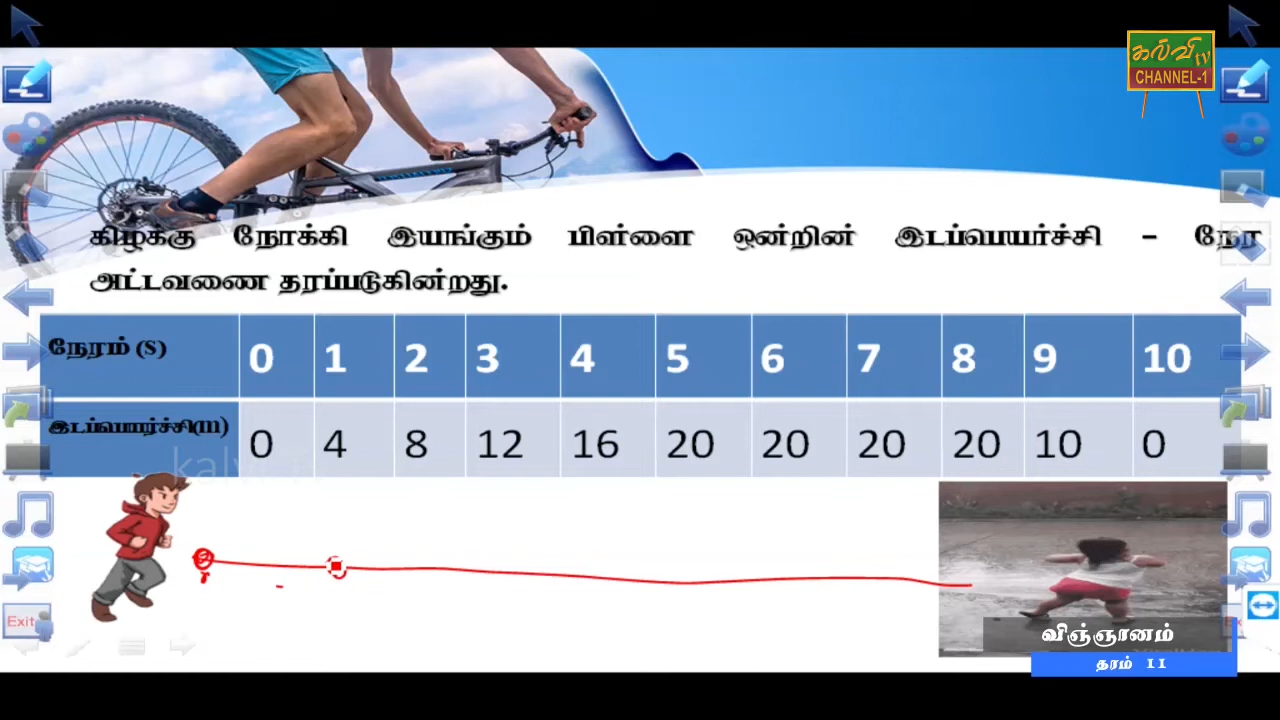 கல்வி tv
CHANNEL-1
கிழக்கு நோக்கி இயங்கும் பிள்ளை ஒன்றின் இடப்பெயர்ச்சி - நேர
அட்டவணை தரப்படுகின்றது.
நேரம் (S) 0 1 2 3 4 5 6 7 8 9 10
இடப்பெயர்ச்சி(m) 0 4 8 12 16 20 20 20 20 10 0
Exit
விஞ்ஞானம்
தரம் 11